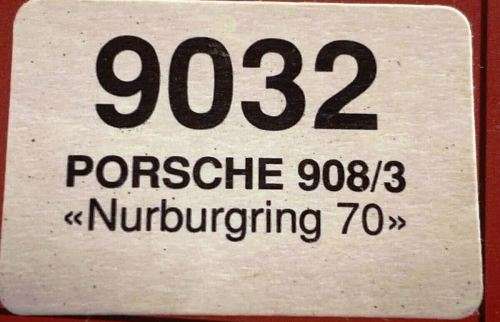 9032
PORSCHE 908/3
«Nurburgring 70»